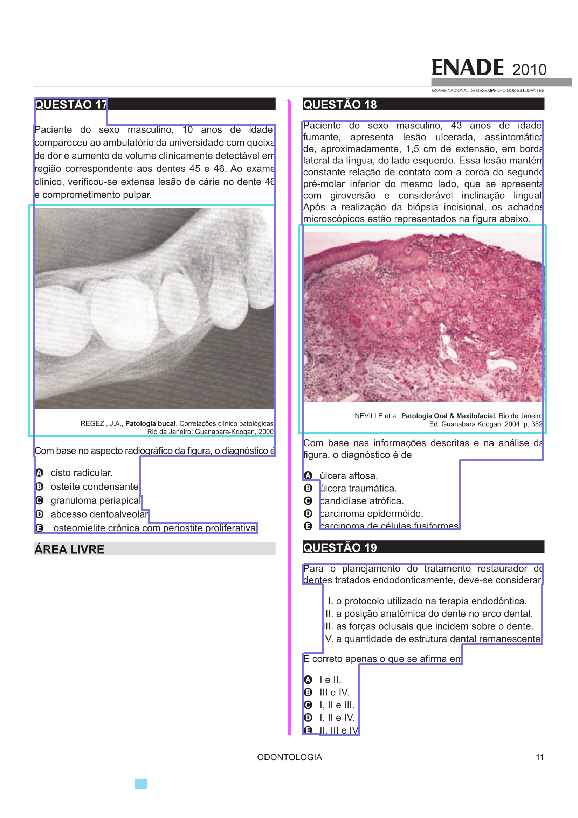 ENADE 2010
EXAME NACIONAL DE DESEMPENHO DOS ESTUDANTES
QUESTÃO 17
Paciente do sexo masculino, 10 anos de idade
compareceu ao ambulatório da universidade com queixa
de dor e aumento de volume clinicamente detectável em
região correspondente aos dentes 45 e 46. Ao exame
clínico, verificou-se extensa lesão de cárie no dente 46
e comprometimento pulpar.
REGEZI, J.A., Patologia bucal. Correlações clínico patológicas
Rio de Janeiro: Guanabara-Koogan, 2000
Com base no aspecto radiográfico da figura, o diagnóstico é
A cisto radicular.
B osteíte condensante
C granuloma periapical
D abcesso dentoalveolar
E osteomielite crônica com periostite proliferativa
ÁREA LIVRE
QUESTÃO 18
Paciente do sexo masculino, 43 anos de idade
fumante, apresenta lesão ulcerada, assintomática
de, aproximadamente, 1,5 cm de extensão, em borda
lateral da língua, do lado esquerdo. Essa lesão mantém
constante relação de contato com a coroa do segundo
pré-molar inferior do mesmo lado, que se apresenta
com giroversão e considerável inclinação lingual
Após a realização da biópsia incisional, os achados
microscópicos estão representados na figura abaixo.
NEVILLE et al. Patologia Oral & Maxilofacial. Rio de Janeiro
Ed. Guanabara Koogan. 2004. p. 352
Com base nas informações descritas e na análise da
figura, o diagnóstico é de
A úlcera aftosa.
B úlcera traumática.
C candidíase atrófica.
D carcinoma epidermóide.
E carcinoma de células fusiformes
QUESTÃO 19
Para o planejamento do tratamento restaurador de
dentes tratados endodonticamente, deve-se considerar
I. o protocolo utilizado na terapia endodôntica.
II. a posição anatômica do dente no arco dental.
II. as forças oclusais que incidem sobre o dente.
V. a quantidade de estrutura dental remanescente
É correto apenas o que se afirma em
A I e II.
B III e IV.
C I, II e III.
D I, II e IV.
E II, III e IV
ODONTOLOGIA
11